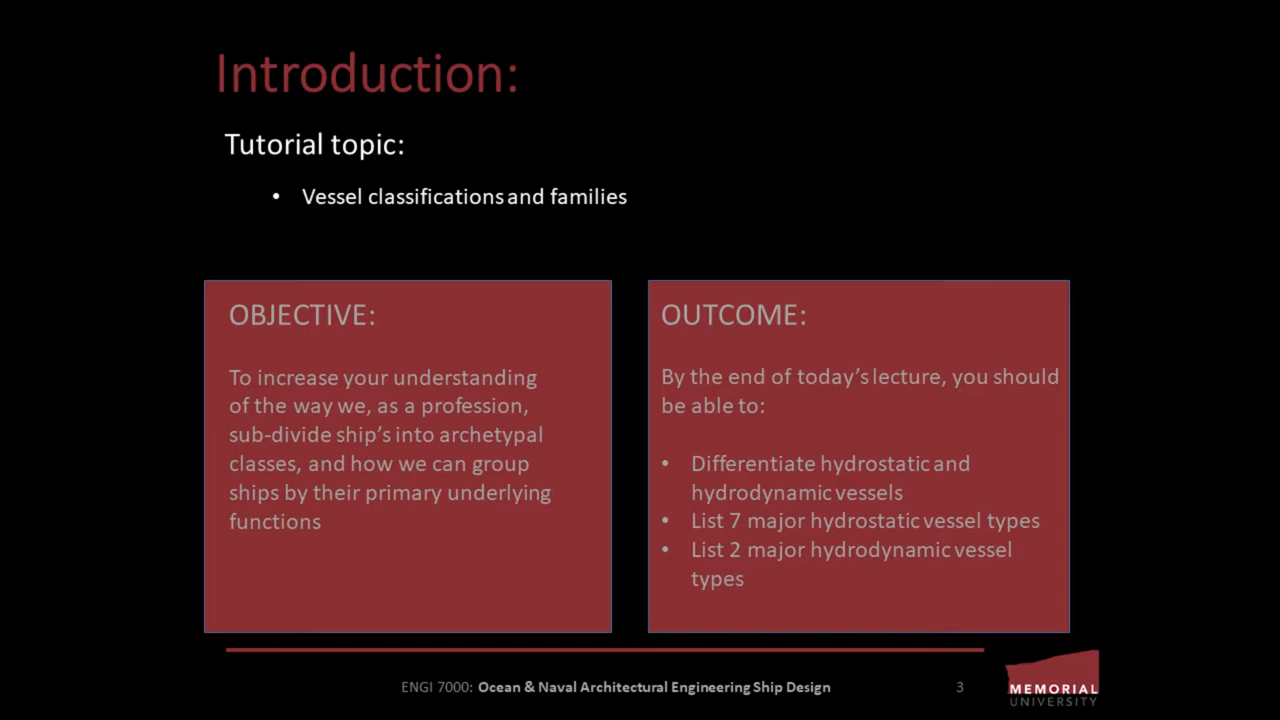 Introduction:
Tutorial topic:
• Vessel classifications and families
OBJECTIVE:
To increase your understanding
of the way we, as a profession,
sub-divide ship's into archetypal
classes, and how we can group
ships by their primary underlying
functions
OUTCOME:
By the end of today's lecture, you should
be able to:
• Differentiate hydrostatic and
hydrodynamic vessels
• List 7 major hydrostatic vessel types
• List 2 major hydrodynamic vessel
types
ENGI 7000: Ocean & Naval Architectural Engineering Ship Design
3
MEMORIAL
UNIVERSITY